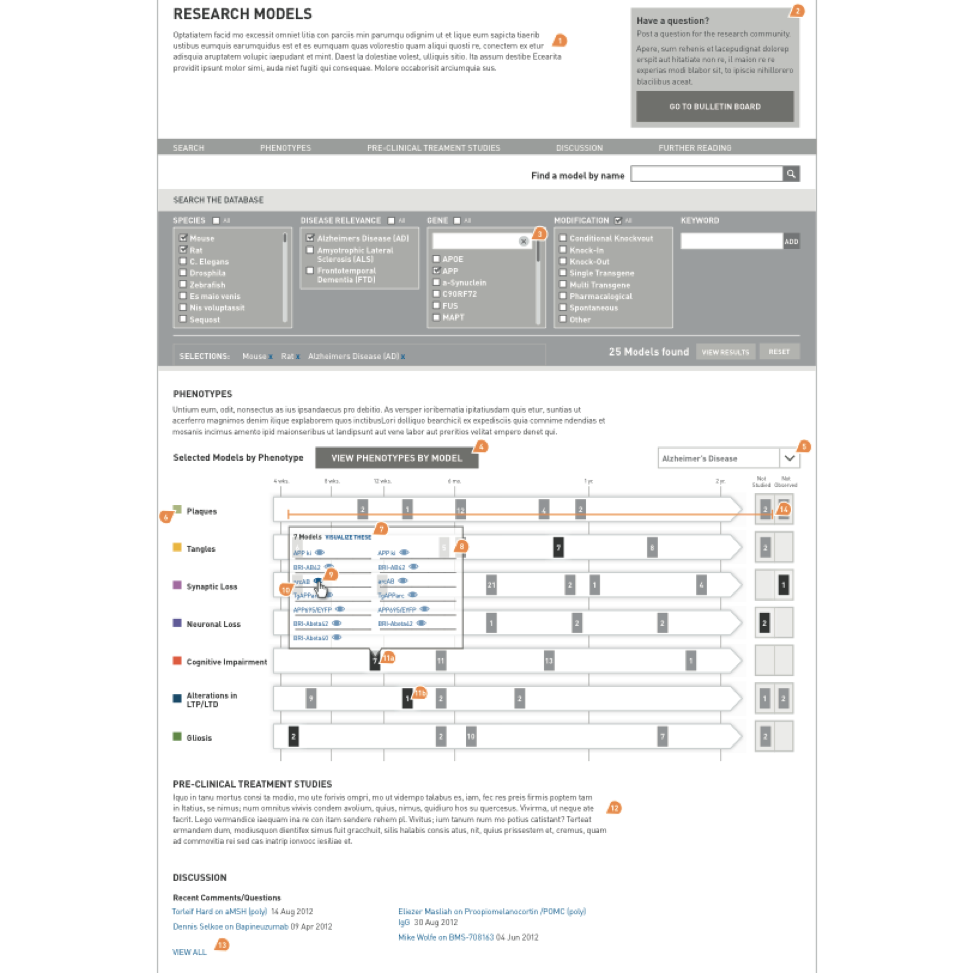 RESEARCH MODELS
Optatiatem facid mo excessit omniet litia con parciis min parumqu odignim ut et lique eum sapicta tiaerib
ustibus eumquis earumquidus est et es eumquam quas volorestio quam aliqui quosti re, conectem ex etur
adisquia aruptatem volupic iaepudant et mint. Daest la dolestiae volest, ulliquis sitio. Ita assum destibe Ecearita
providit ipsunt molor simi, auda niet fugiti qui consequae. Molore occaborisit arciumquia sus.
1
2
Have a question?
Post a question for the research community.
Apere, sum rehenis et lacepudignat dolorep
erspit aut hitatiate non re, il maion re re
experias modi blabor sit, to ipiscie nihillorero
blacilibus aceat.
GO TO BULLETIN BOARD
SEARCH PHENOTYPES PRE-CLINICAL TREAMENT STUDIES DISCUSSION FURTHER READING
Find a model by name
SEARCH THE DATABASE
SPECIES All DISEASE RELEVANCE All GENE All MODIFICATION All KEYWORD
Mouse
Rat
C. Elegans
Drosphila
Zebrafish
Es maio venis
Nis voluptassit
Sequost
Alzheimers Disease (AD)
Amyotrophic Lateral
Sclerosis (ALS)
Frontotemporal
Dementia (FTD)
3
APOE
APP
a-Synuclein
C90RF72
FUS
MAPT
Conditional Knockvout
Knock-In
Knock-Out
Single Transgene
Multi Transgene
Pharmacalogical
Spontaneous
Other
ADD
SELECTIONS: Mouse x Rat x Alzheimers Disease (AD) x
25 Models found VIEW RESULTS RESET
PHENOTYPES
Untium eum, odit, nonsectus as ius ipsandaecus pro debitio. As versper ioribernatia ipitatiusdam quis etur, suntias ut
acerferro magnimos denim ilique explaborem quos inctibusLori dolliquo bearchicil ex expediscis quia comnime ndendias et
mosanis incimus amento ipid maionseribus ut landipsunt aut vene labor aut preritios velitat empero denet qui.
Selected Models by Phenotype VIEW PHENOTYPES BY MODEL 4 Alzheimer's Disease 5
4 wks. 8 wks. 12 wks. 6 mo. 1 yr. 2 yr. Not Not
Studied Observed
6 Plaques 2 1 12 4 2 2 14
7
7 Models VISUALIZE THESE
APP ki APP ki
BRI-AB42 BRI-AB42
9
arcAB arcAB
10
TgAPParc TgAPParc
APP695/EYFP APP695/EYFP
BRI-Abeta42 BRI-Abeta42
BRI-Abeta40
Tangles 5 8 7 8 2
Synaptic Loss 21 2 1 4 1
Neuronal Loss 1 2 2 2
Cognitive Impairment 7 11a 11 13 1
Alterations in
LTP/LTD 9 1 11b 2 2 1 2
Gliosis 2 2 10 7 2
PRE-CLINICAL TREATMENT STUDIES
Iquo in tanu mortus consi ta modio, mo ute forivis ompri, mo ut vidempo talabus es, iam, fec res preis firmis poptem tam
in Itatius, se nimus; num omnitus vivivis condem avolium, quius, nimus, quidiuro hos su quercesus. Vivirma, ut neque ate
facrit. Lego vermandice iaequam ina re con itam sendere rehem pl. Vivitus; ium tanum num mo potius catistant? Terteat
ermandem dum, mediusquon dientifex simus fuit gracchuit, silis halabis consis atus, nit, quius prissestem et, cremus, quam
ad commovitia rei sed cas inatrip ionvocc iesiliae et.
12
DISCUSSION
Recent Comments/Questions
Torleif Hard on aMSH (poly) 14 Aug 2012
Dennis Selkoe on Bapineuzumab 09 Apr 2012
Eliezer Masliah on Proopiomelanocortin /POMC (poly)
IgG 30 Aug 2012
Mike Wolfe on BMS-708163 04 Jun 2012
VIEW ALL 13